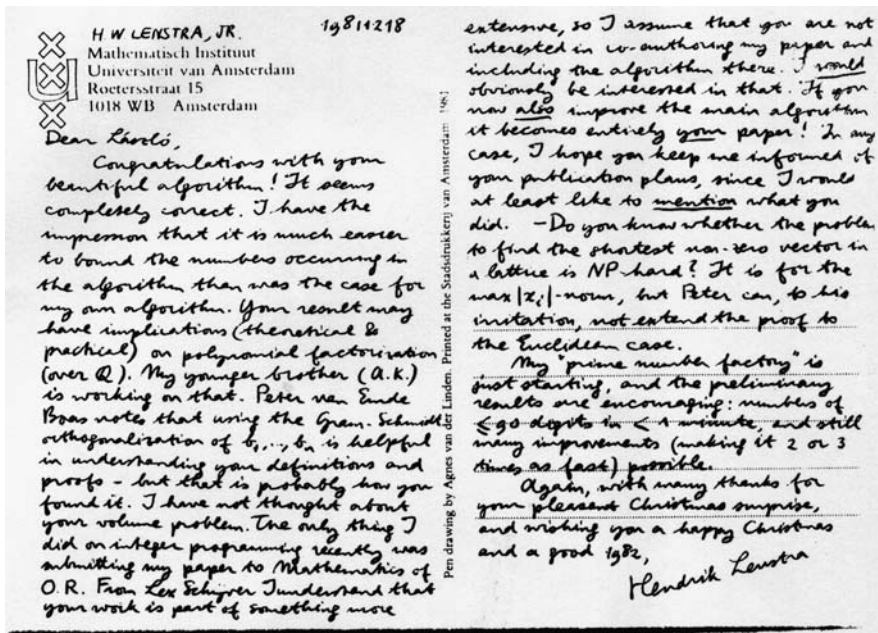 H.W. LENSTRA, JR.
19811218
Mathematisch Instituut
Universiteit van Amsterdam
Roetersstraat 15
1018 WB Amsterdam
Dear László,
Congratulations with your
beautiful algorithm! It seems
completely correct. I have the
impression that it is much easier
to bound the numbers occurring in
the algorithm than was the case for
my own algorithm. Your result may
have implications (theoretical &
practical) on polynomial factorization
(over Q). My younger brother (A.K.)
is working on that. Peter van Emde
Boas notes that using the Gram-Schmidt
orthogonalization of b₁,..., bₙ is helpful
in understanding your definitions and
proofs - but that is probably how you
found it. I have not thought about
your volume problem. The only thing I
did on integer programming recently was
submitting my paper to Mathematics of
O.R. From Lex Schijver I understand that
your work is part of something more
Pen drawing by Agnes van der Linden. Printed at the Stadsdrukkerij van Amsterdam 1981
extensive, so I assume that you are not
interested in co-authoring my paper and
including the algorithm there. I would
obviously be interested in that. If you
now also improve the main algorithm
it becomes entirely your paper! In any
case, I hope you keep me informed of
your publication plans, since I would
at least like to mention what you
did. - Do you know whether the problem
to find the shortest non-zero vector in
a lattice is NP-hard? It is for the
max|xᵢ|-norm, but Peter can, to his
irritation, not extend the proof to
the Euclidean case.
My "prime number factory" is
just starting, and the preliminary
results are encouraging: numbers of
≤90 digits in < 1 minute, and still
many improvements (making it 2 or 3
times as fast) possible.
Again, with many thanks for
your pleasant Christmas surprise,
and wishing you a happy Christmas
and a good 1982,
Hendrik Lenstra